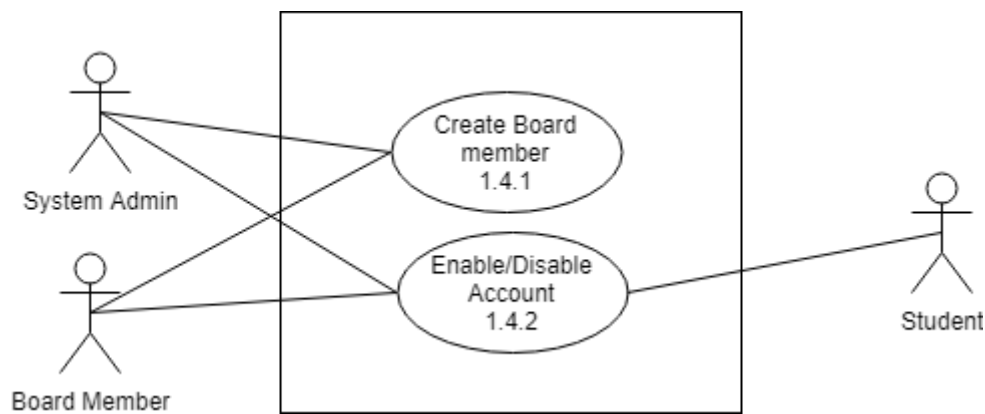 Create Board
member
1.4.1
System Admin
Enable/Disable
Account
1.4.2
Student
Board Member